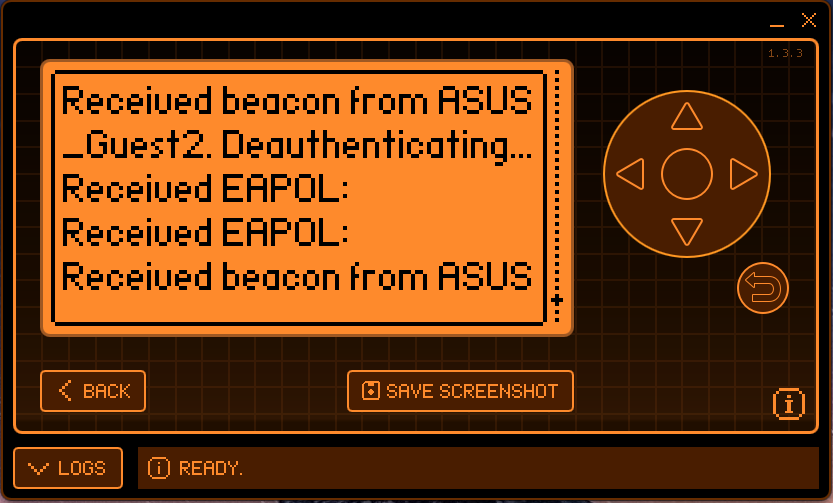 1.3.3
Received beacon from ASUS
_Guest2. Deauthenticating...
Received EAPOL:
Received EAPOL:
Received beacon from ASUS
BACK
SAVE SCREENSHOT
LOGS
READY.